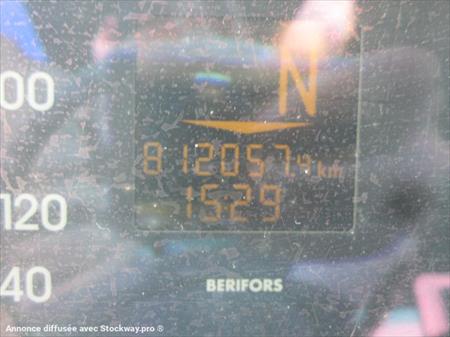 N
00
812057.4 km
1529
120
40
BERIFORS
Annonce diffusée avec Stockway.pro ®